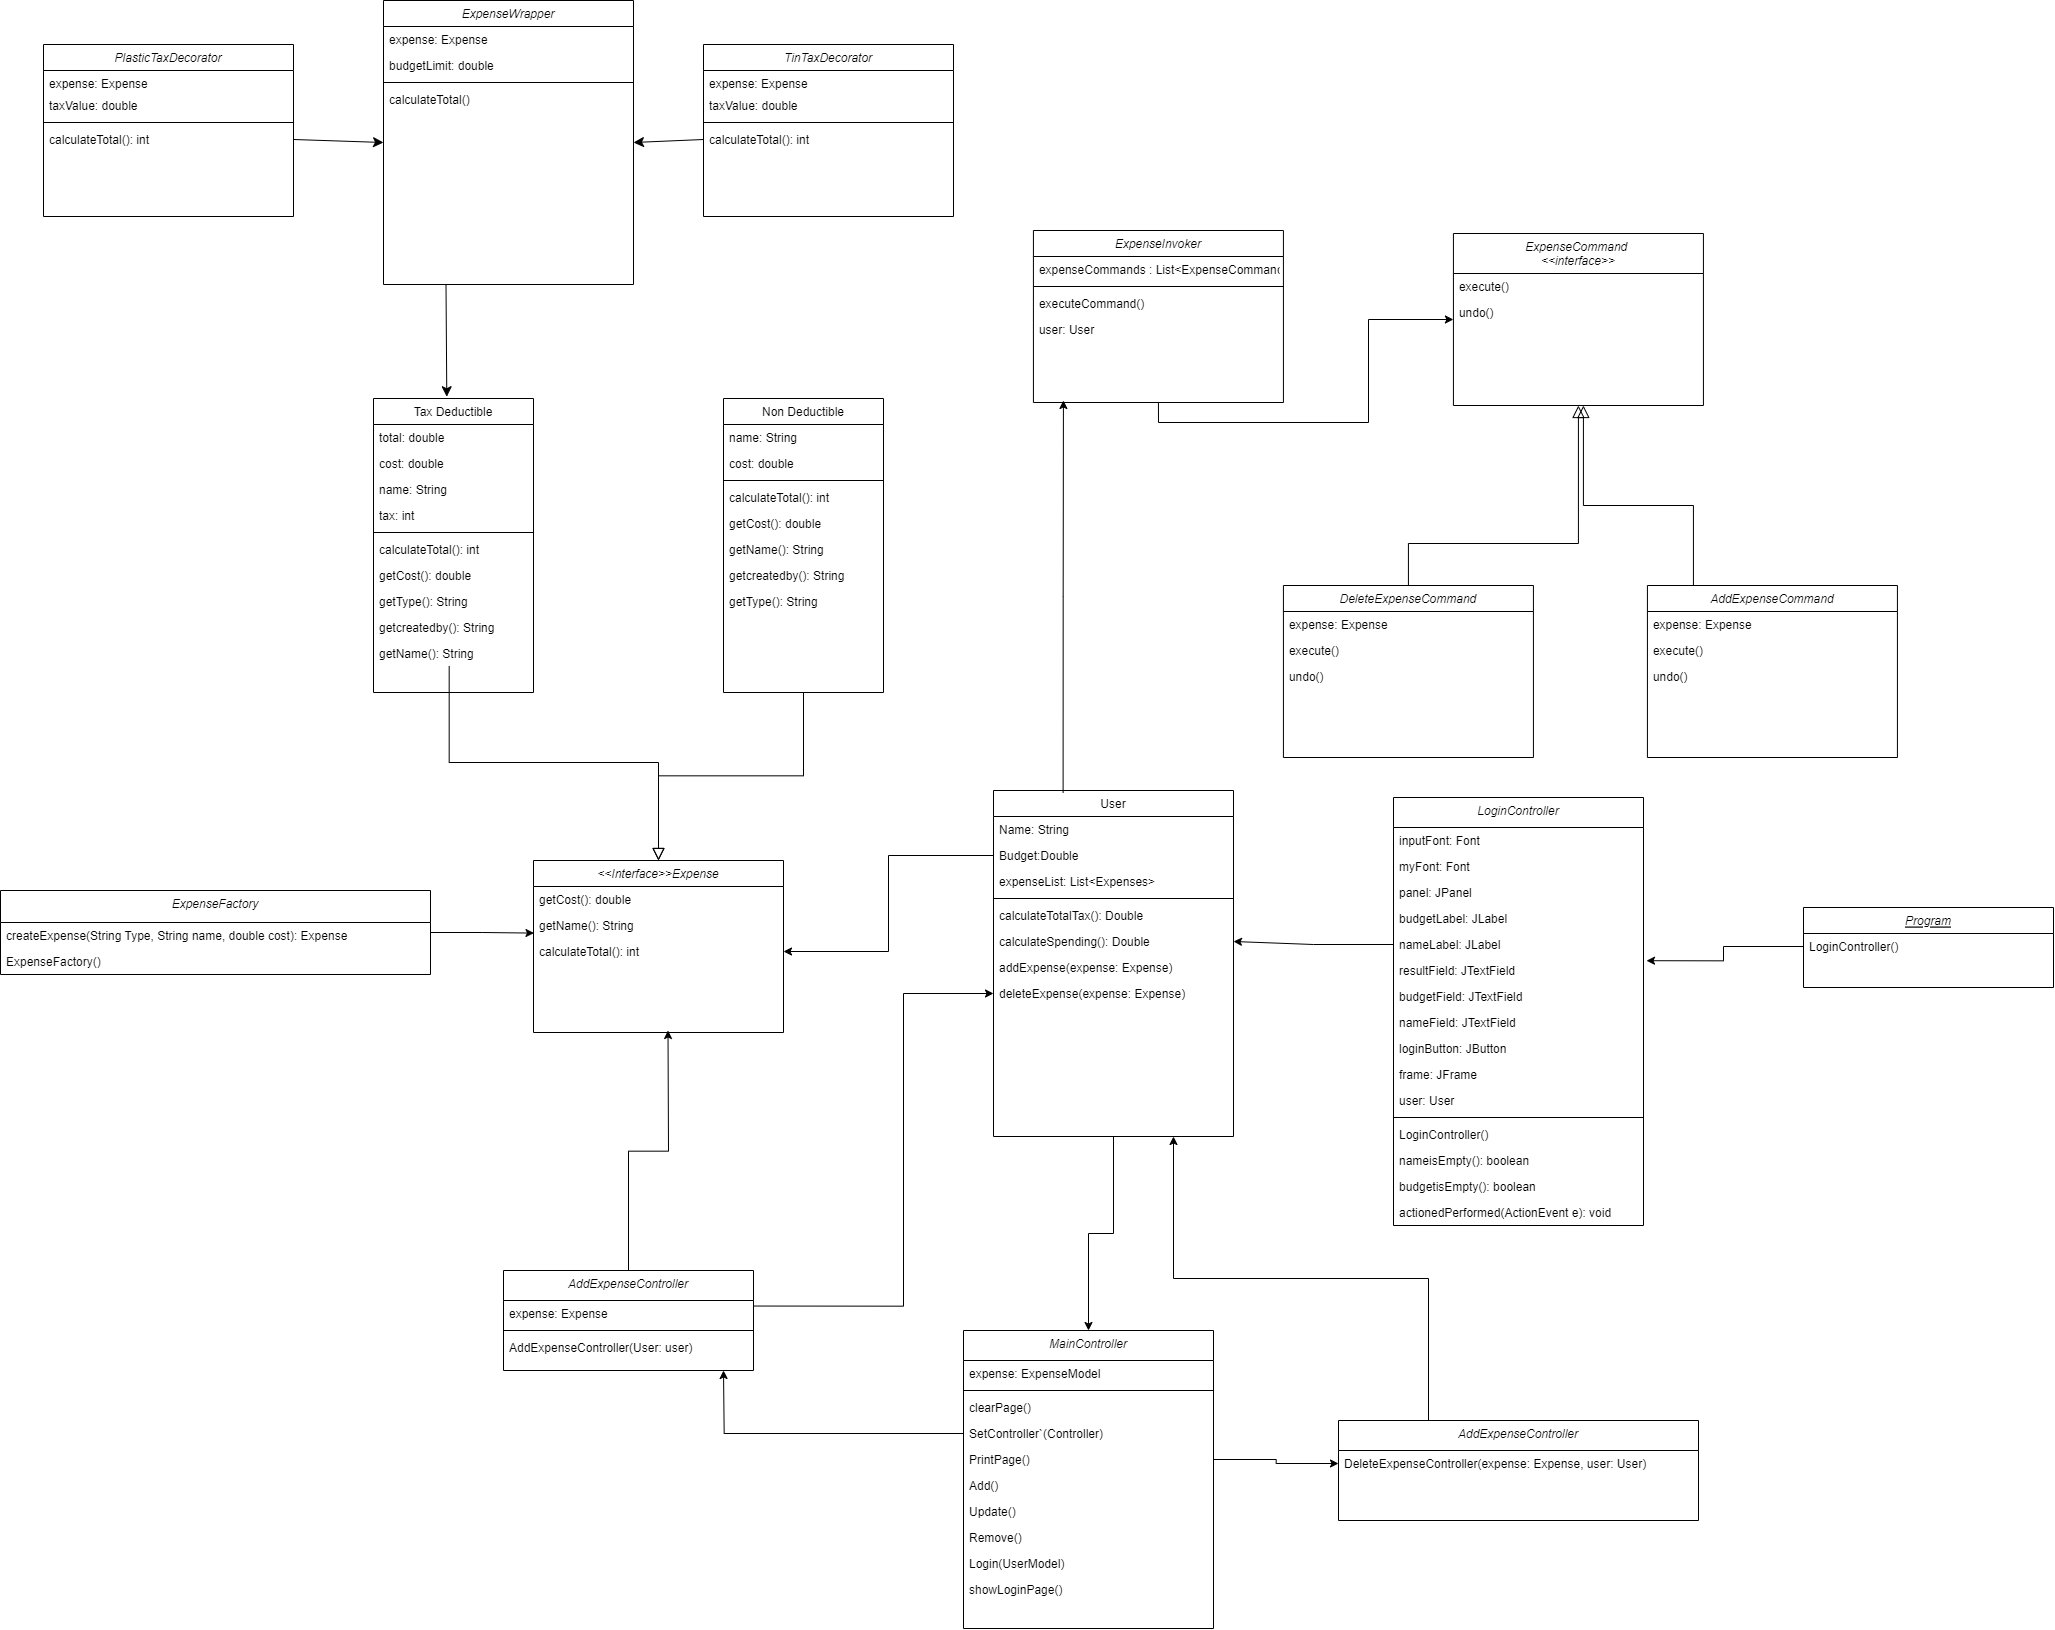 ExpenseWrapper
expense: Expense
budgetLimit: double
calculateTotal()
PlasticTaxDecorator
expense: Expense
taxValue: double
calculateTotal(): int
TinTaxDecorator
expense: Expense
taxValue: double
calculateTotal(): int
ExpenseInvoker
expenseCommands : List<ExpenseCommand
executeCommand()
user: User
ExpenseCommand
<<interface>>
execute()
undo()
Tax Deductible
total: double
cost: double
name: String
tax: int
calculateTotal(): int
getCost(): double
getType(): String
getcreatedby(): String
getName(): String
Non Deductible
name: String
cost: double
calculateTotal(): int
getCost(): double
getName(): String
getcreatedby(): String
getType(): String
DeleteExpenseCommand
expense: Expense
execute()
undo()
AddExpenseCommand
expense: Expense
execute()
undo()
User
Name: String
Budget:Double
expenseList: List<Expenses>
calculateTotalTax(): Double
calculateSpending(): Double
addExpense(expense: Expense)
deleteExpense(expense: Expense)
LoginController
inputFont: Font
myFont: Font
panel: JPanel
budgetLabel: JLabel
nameLabel: JLabel
resultField: JTextField
budgetField: JTextField
nameField: JTextField
loginButton: JButton
frame: JFrame
user: User
LoginController()
nameisEmpty(): boolean
budgetisEmpty(): boolean
actionedPerformed(ActionEvent e): void
Program
LoginController()
<<Interface>>Expense
getCost(): double
getName(): String
calculateTotal(): int
ExpenseFactory
createExpense(String Type, String name, double cost): Expense
ExpenseFactory()
AddExpenseController
expense: Expense
AddExpenseController(User: user)
MainController
expense: ExpenseModel
clearPage()
SetController`(Controller)
PrintPage()
Add()
Update()
Remove()
Login(UserModel)
showLoginPage()
AddExpenseController
DeleteExpenseController(expense: Expense, user: User)